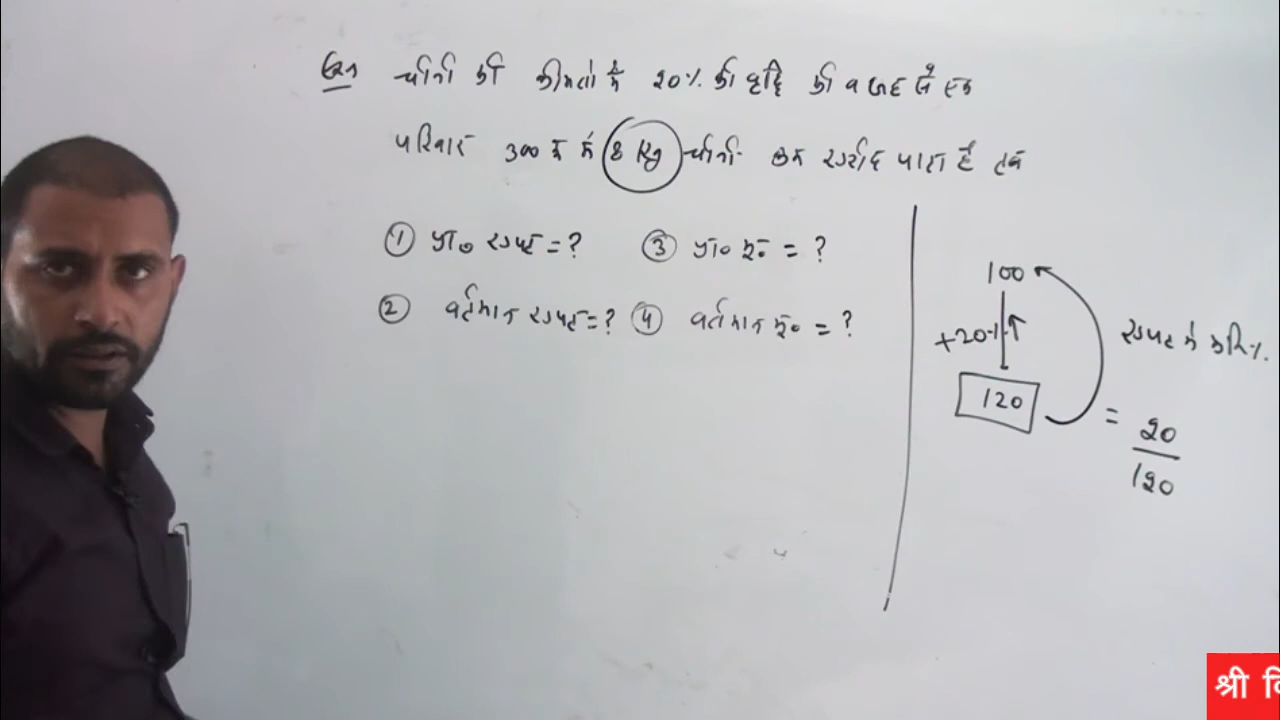 Qn चीनी की कीमतों में 20% की वृद्धि की वजह से एक
परिवार 300 रु में 8 kg चीनी कम खरीद पाता है तब
① प्रा० खपत = ? ③ प्रा० मू० = ?
② वर्तमान खपत = ? ④ वर्तमान मू० = ?
100
+20%
120
खपत में कमी%
= 20
120
श्री वि